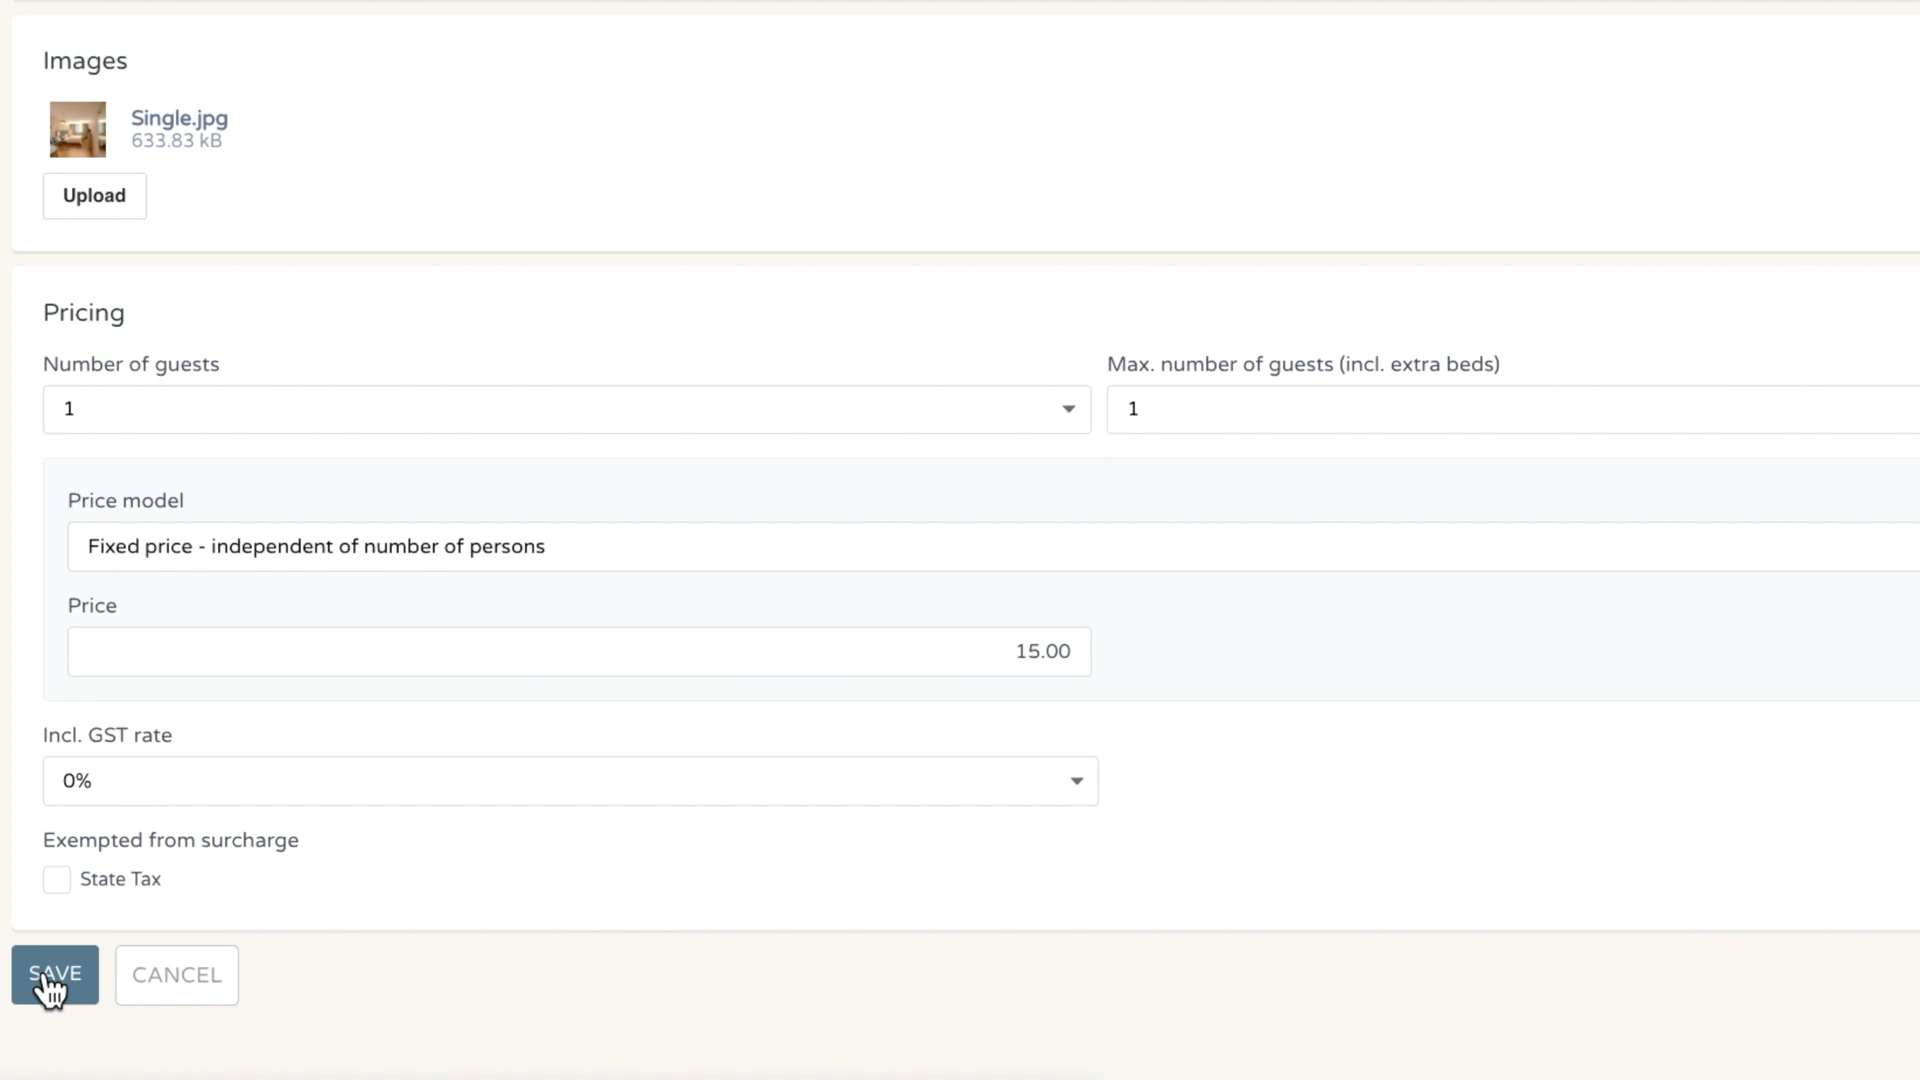 Images
Single.jpg
633.83 kB
Upload
Pricing
Number of guests
Max. number of guests (incl. extra beds)
1
1
Price model
Fixed price - independent of number of persons
Price
15.00
Incl. GST rate
0%
Exempted from surcharge
State Tax
SAVE
CANCEL